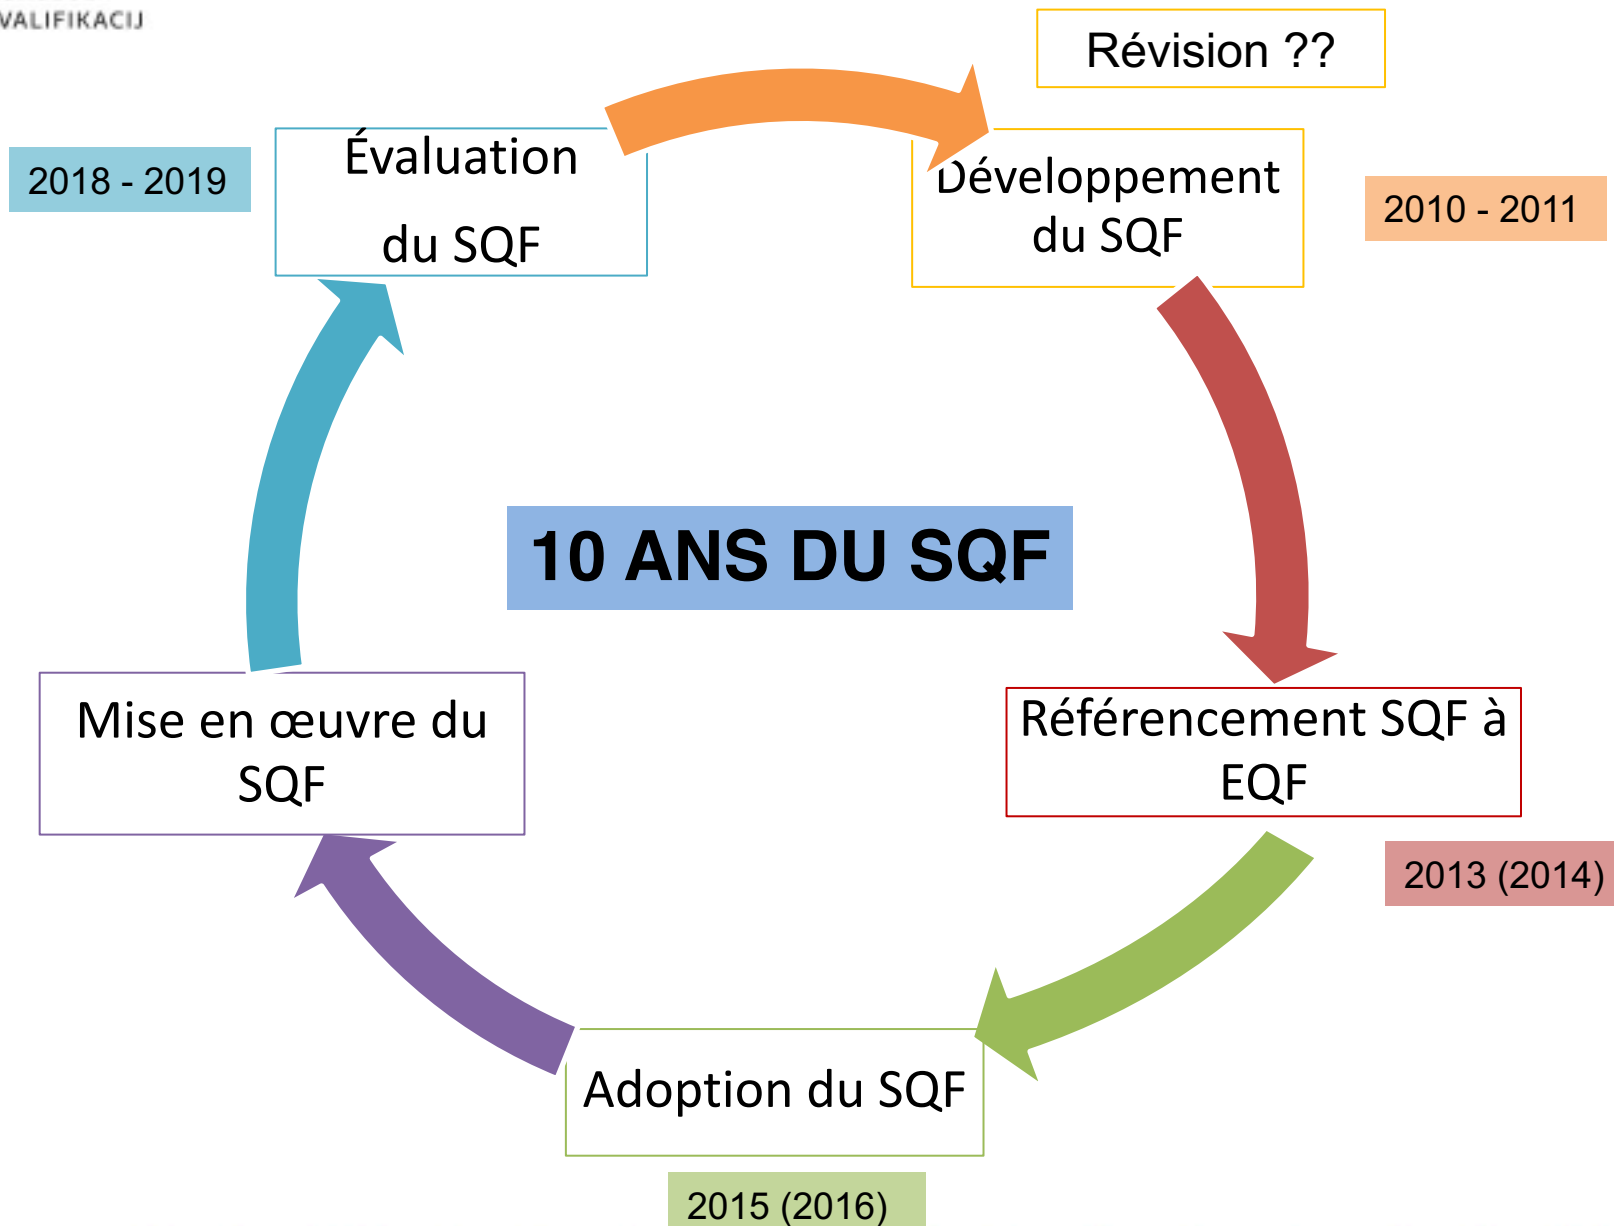 VALIFIKACIJ
Révision ??
Évaluation
du SQF
2018 - 2019
Développement
du SQF
2010 - 2011
10 ANS DU SQF
Mise en œuvre du
SQF
Référencement SQF à
EQF
2013 (2014)
Adoption du SQF
2015 (2016)